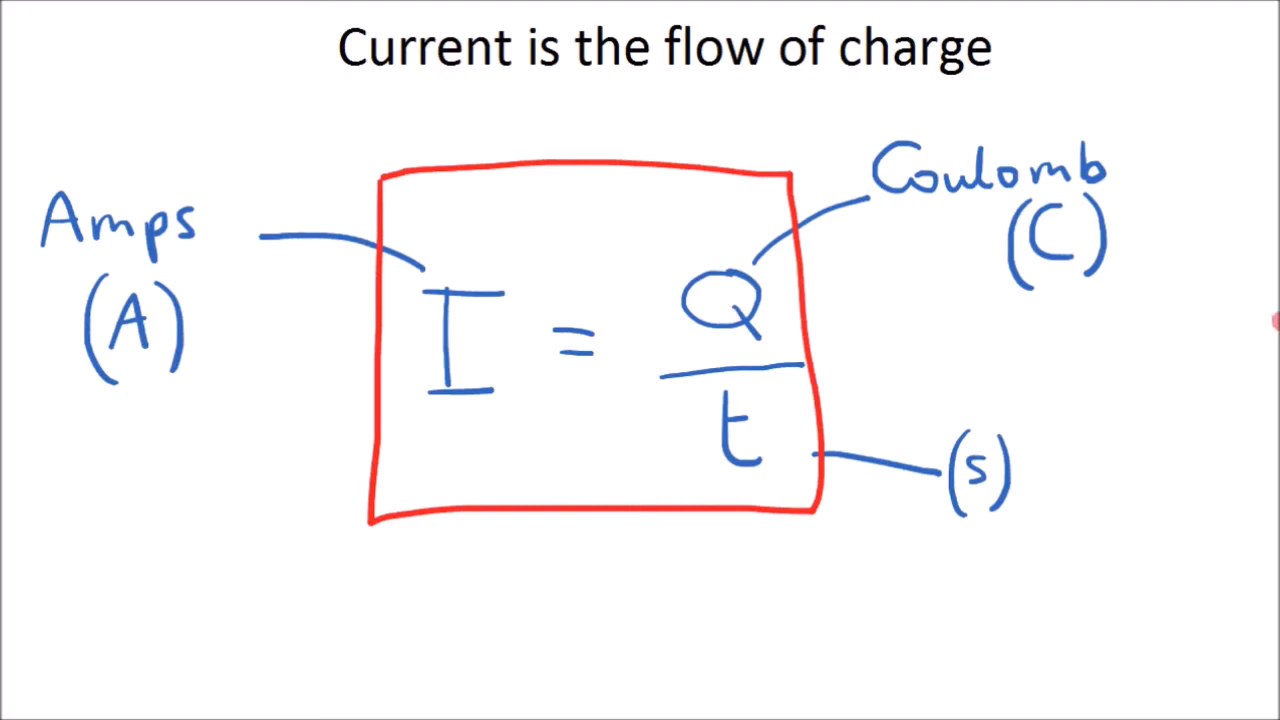 Current is the flow of charge
Amps
(A)
I = Q/t
Coulomb
(C)
(s)